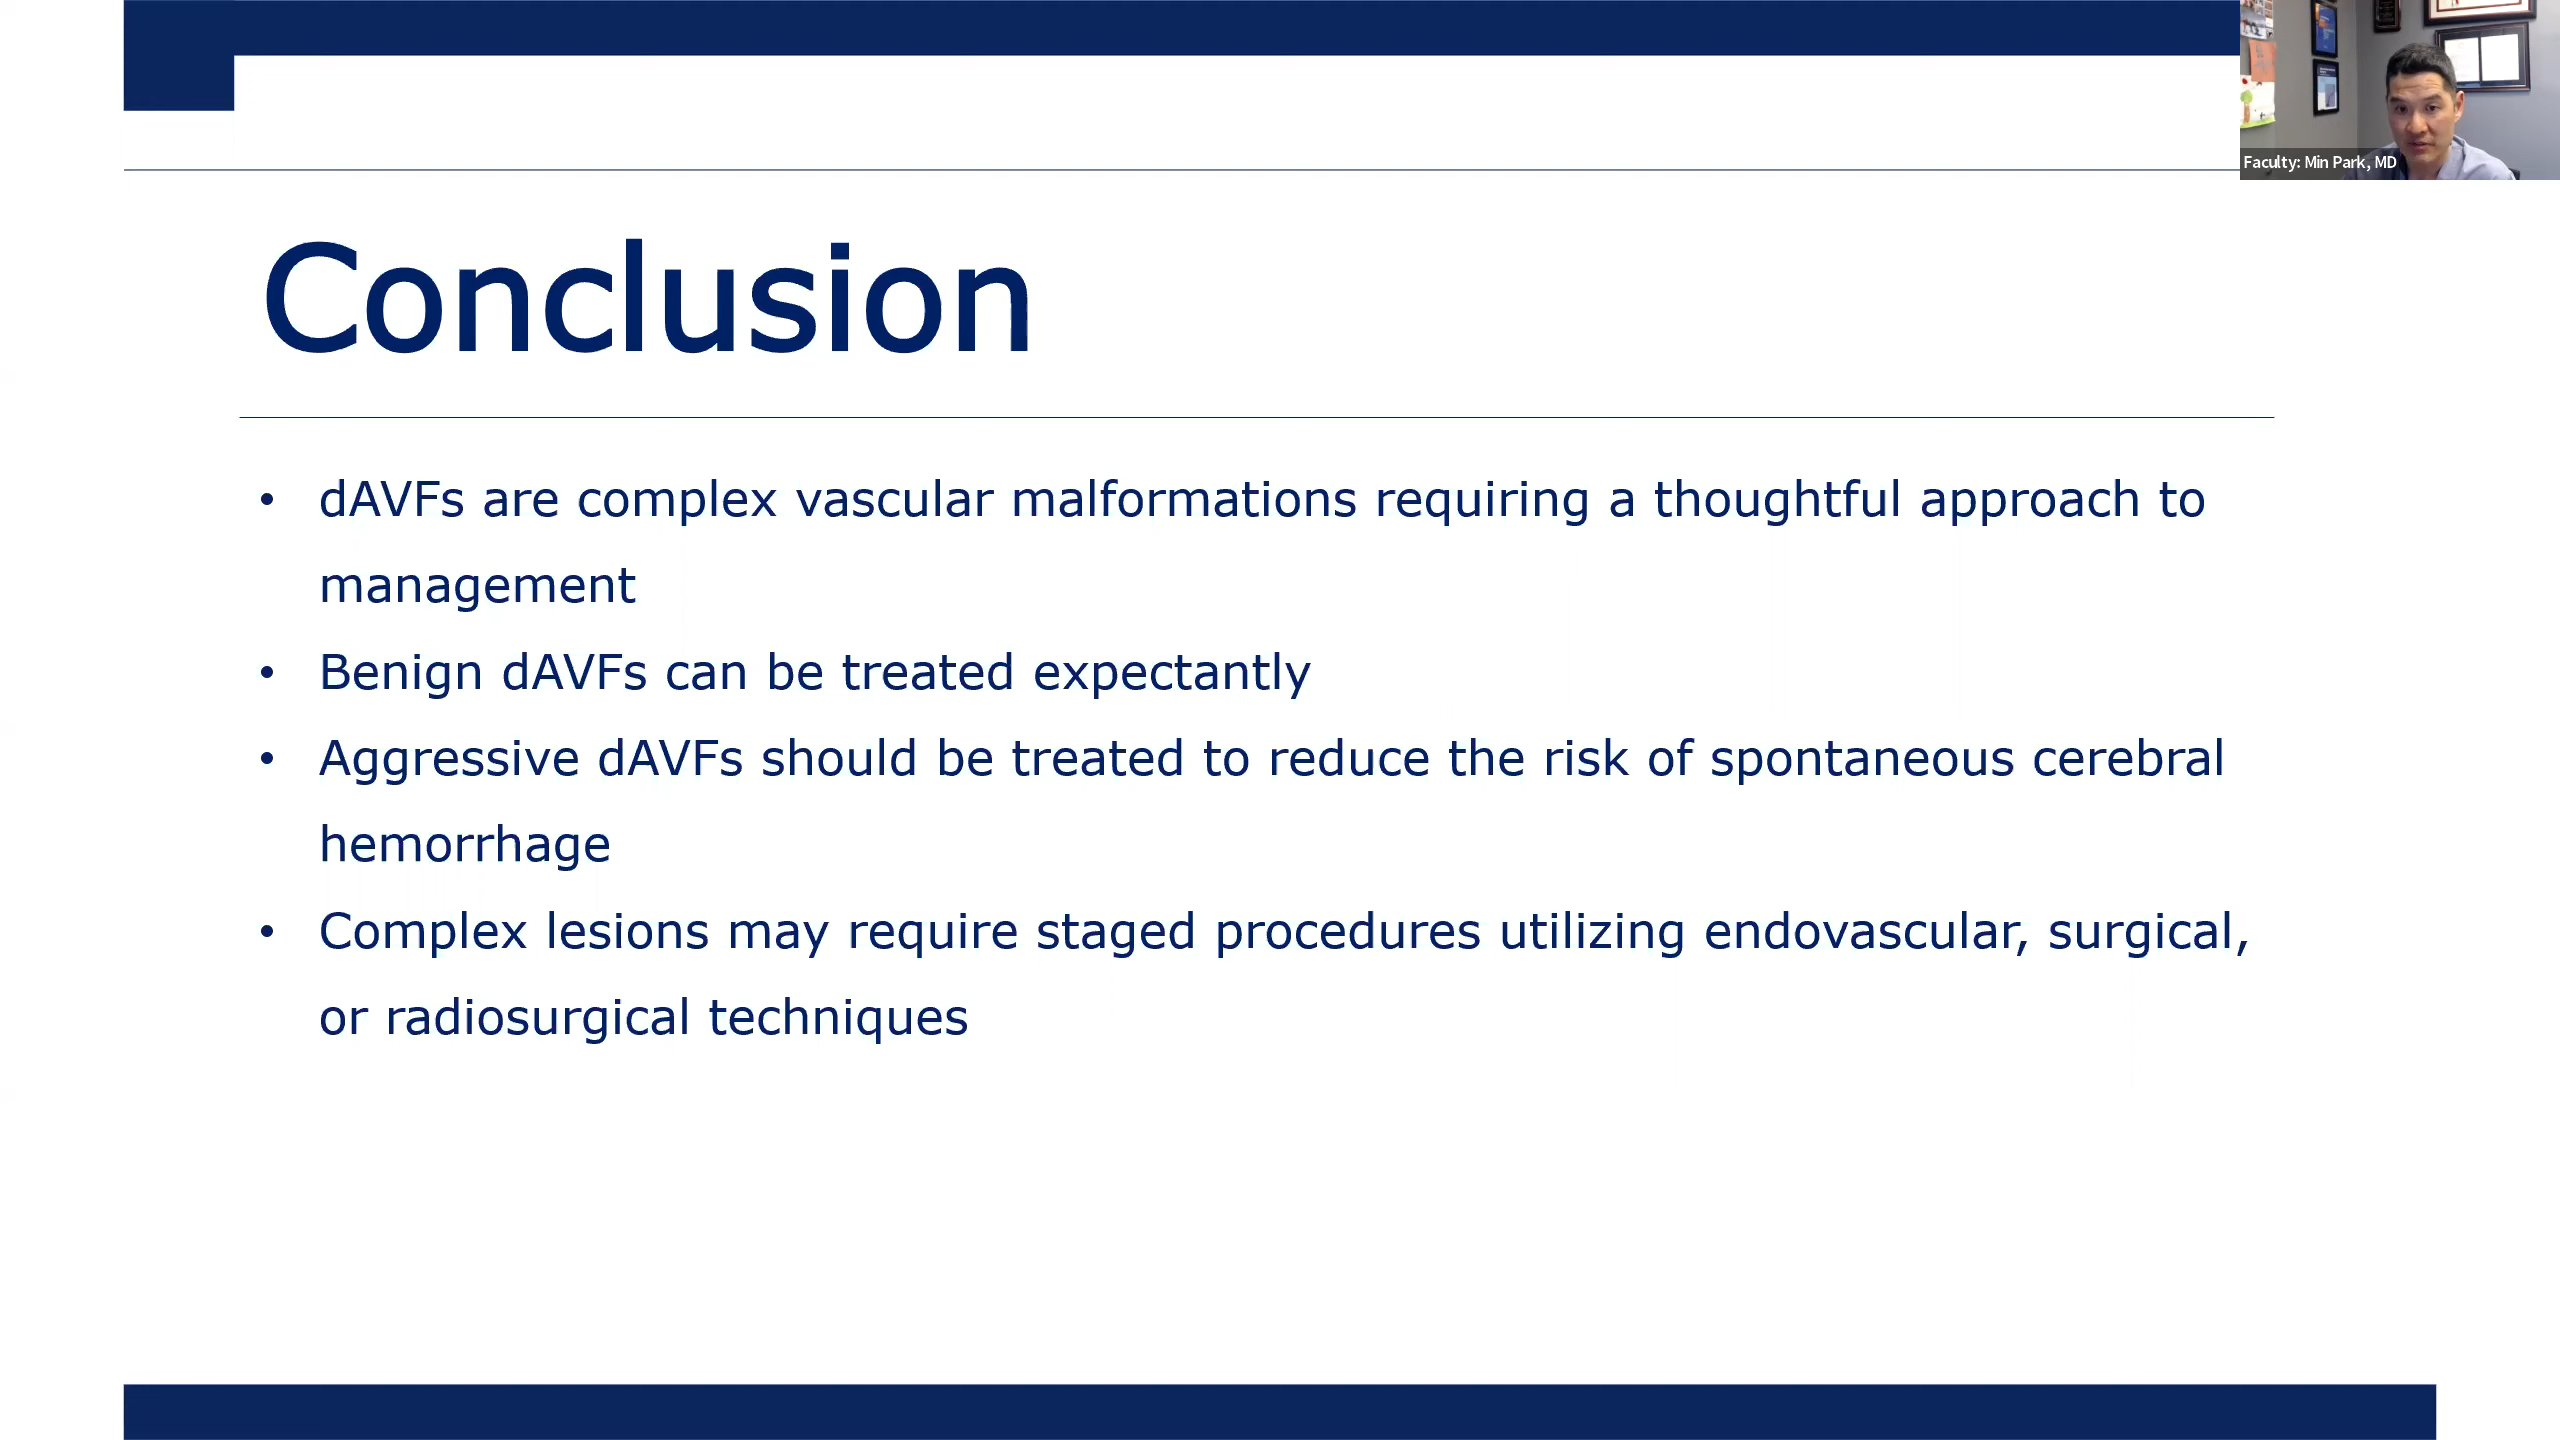 Faculty: Min Park, MD
Conclusion
• dAVFs are complex vascular malformations requiring a thoughtful approach to
management
• Benign dAVFs can be treated expectantly
• Aggressive dAVFs should be treated to reduce the risk of spontaneous cerebral
hemorrhage
• Complex lesions may require staged procedures utilizing endovascular, surgical,
or radiosurgical techniques